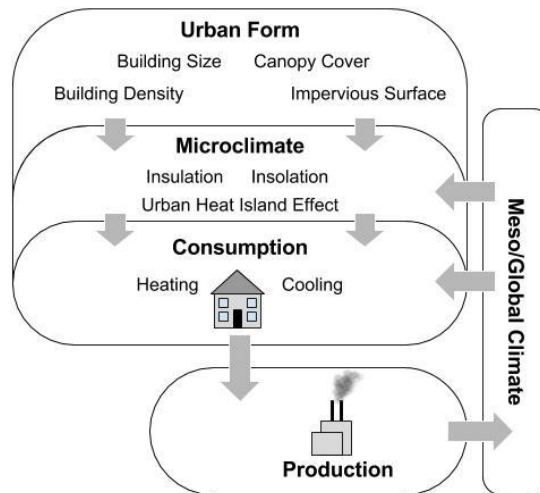 Urban Form
Building Size Canopy Cover
Building Density Impervious Surface
Microclimate
Insulation Insolation
Urban Heat Island Effect
Consumption
Heating Cooling
Production
Meso/Global Climate